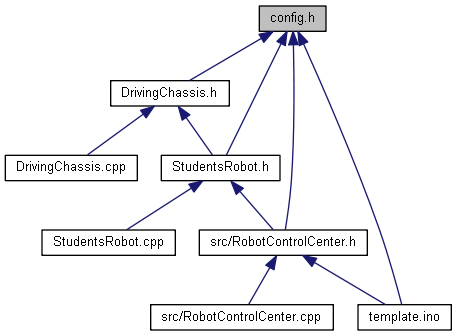 config.h
DrivingChassis.h
DrivingChassis.cpp
StudentsRobot.h
StudentsRobot.cpp
src/RobotControlCenter.h
src/RobotControlCenter.cpp
template.ino